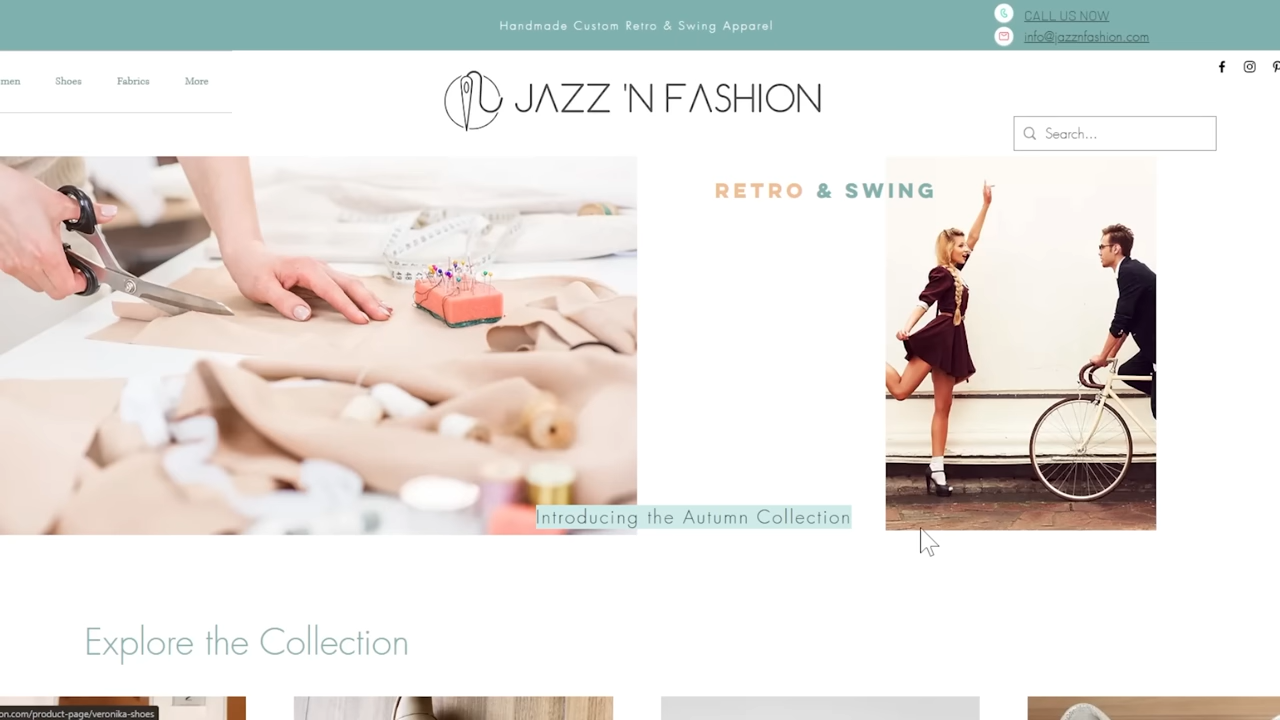 Handmade Custom Retro & Swing Apparel
CALL US NOW
info@jazznfashion.com
men
Shoes
Fabrics
More
JAZZ 'N FASHION
Search...
RETRO & SWING
Introducing the Autumn Collection
Explore the Collection
on.com/product-page/veronika-shoes